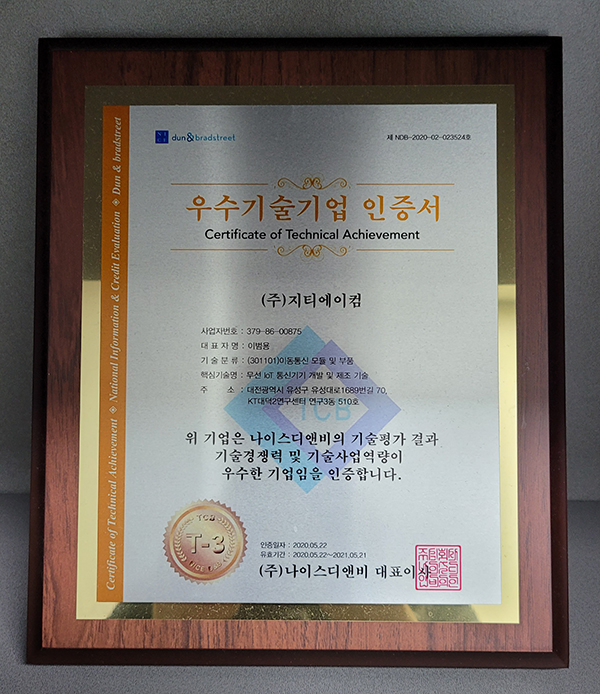 NICE dun&bradstreet
제 NDB-2020-02-023524호
우수기술기업 인증서
Certificate of Technical Achievement
(주)지티에이컴
사업자번호 : 379-86-00875
대표자명 : 이범용
기술분류 : (301101)이동통신 모듈 및 부품
핵심기술명 : 무선 IoT 통신기기 개발 및 제조 기술
주 소 : 대전광역시 유성구 유성대로1689번길 70,
KT대덕2연구센터 연구3동 510호
TCB
위 기업은 나이스디앤비의 기술평가 결과
기술경쟁력 및 기술사업역량이
우수한 기업임을 인증합니다.
TCB
T-3
인증일자 : 2020.05.22
유효기간 : 2020.05.22~2021.05.21
(주)나이스디앤비 대표이사
Certificate of Technical Achievement ◈ National Information & Credit Evaluation ◈ Dun & bradstreet